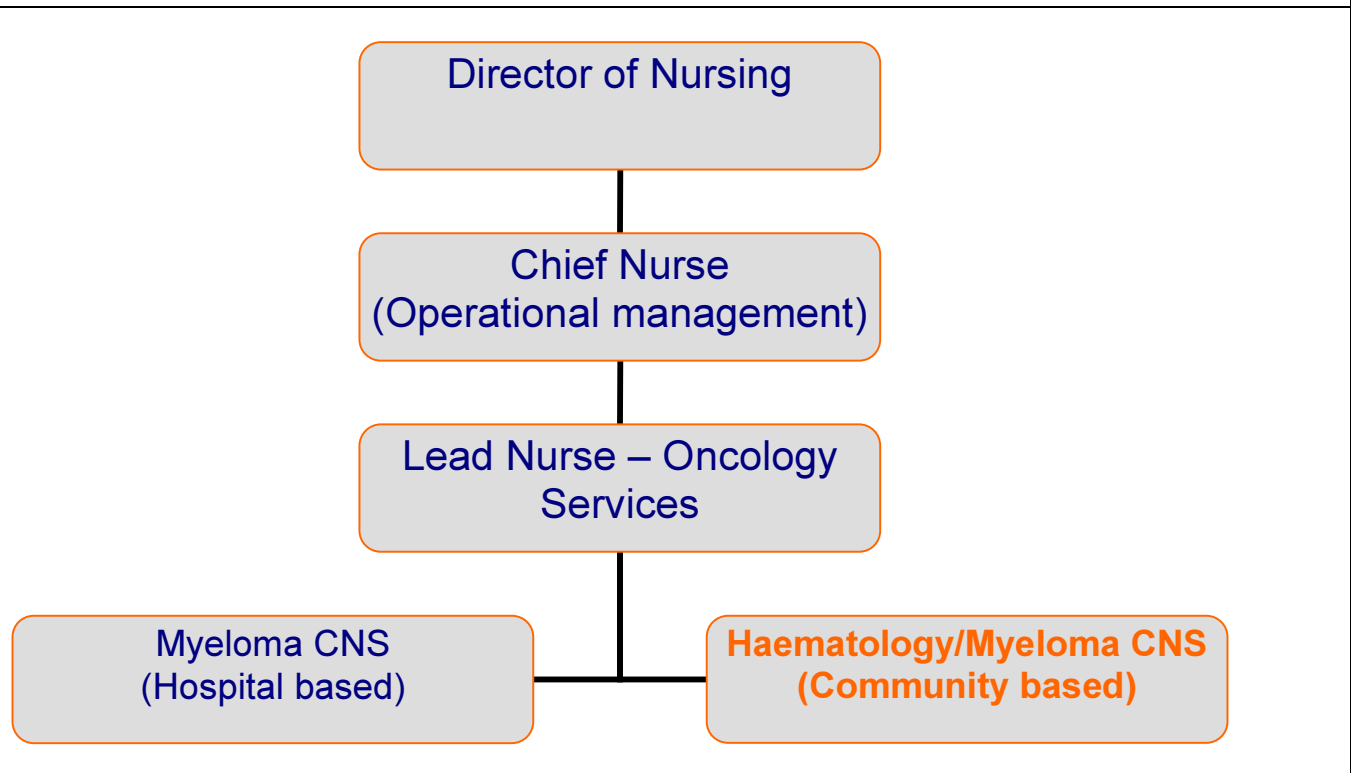 Director of Nursing
Chief Nurse
(Operational management)
Lead Nurse – Oncology
Services
Myeloma CNS
(Hospital based)
Haematology/Myeloma CNS
(Community based)